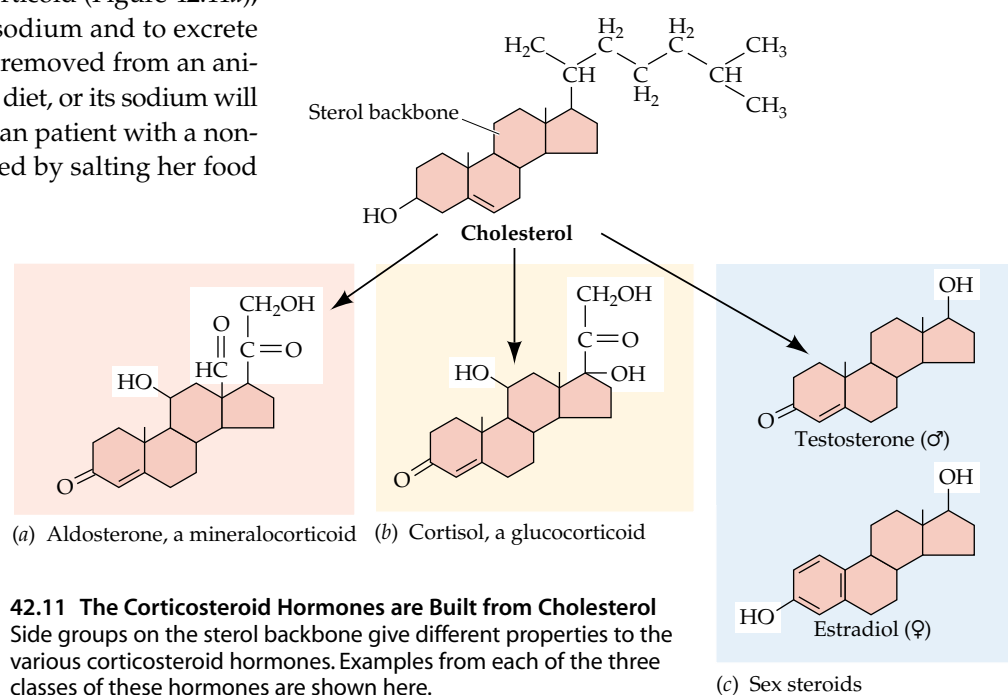 orticoid (Figure 42.11a),
sodium and to excrete
removed from an ani-
diet, or its sodium will
an patient with a non-
ed by salting her food
H2C
H2
H2
CH3
CH
C
H2
CH
CH3
Sterol backbone
HO
Cholesterol
CH2OH
O
C=O
HC
HO
O
(a) Aldosterone, a mineralocorticoid
CH2OH
C=O
HO
OH
O
(b) Cortisol, a glucocorticoid
OH
O
Testosterone (♂)
OH
HO
Estradiol (♀)
(c) Sex steroids
42.11 The Corticosteroid Hormones are Built from Cholesterol
Side groups on the sterol backbone give different properties to the
various corticosteroid hormones. Examples from each of the three
classes of these hormones are shown here.